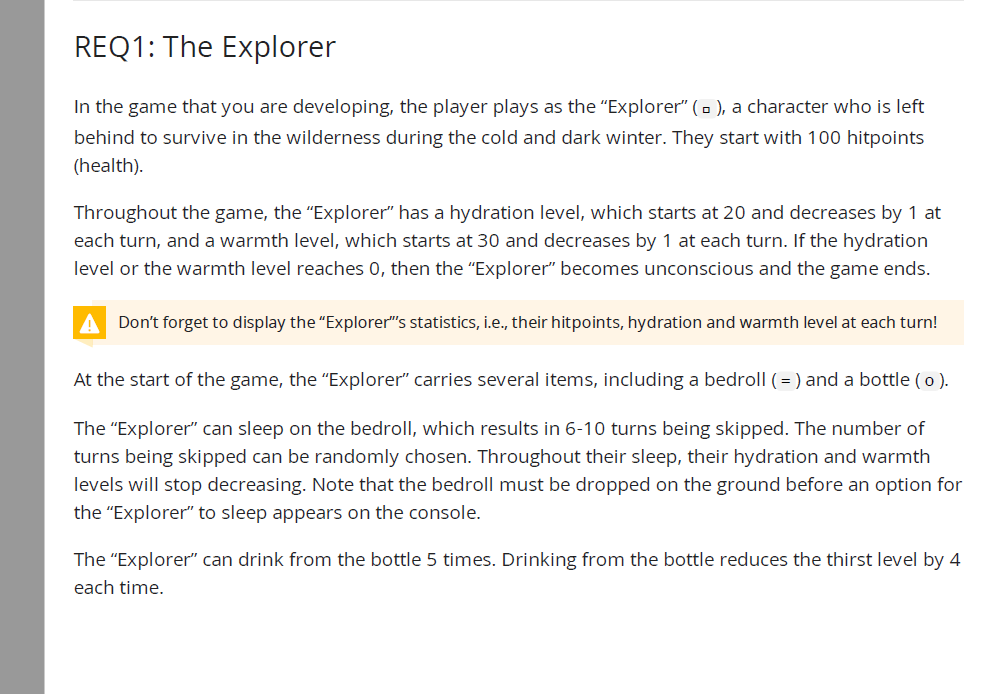 REQ1: The Explorer
In the game that you are developing, the player plays as the “Explorer” (ㅁ), a character who is left
behind to survive in the wilderness during the cold and dark winter. They start with 100 hitpoints
(health).
Throughout the game, the “Explorer” has a hydration level, which starts at 20 and decreases by 1 at
each turn, and a warmth level, which starts at 30 and decreases by 1 at each turn. If the hydration
level or the warmth level reaches 0, then the “Explorer” becomes unconscious and the game ends.
Don’t forget to display the “Explorer”’s statistics, i.e., their hitpoints, hydration and warmth level at each turn!
At the start of the game, the “Explorer” carries several items, including a bedroll (=) and a bottle (o).
The “Explorer” can sleep on the bedroll, which results in 6-10 turns being skipped. The number of
turns being skipped can be randomly chosen. Throughout their sleep, their hydration and warmth
levels will stop decreasing. Note that the bedroll must be dropped on the ground before an option for
the “Explorer” to sleep appears on the console.
The “Explorer” can drink from the bottle 5 times. Drinking from the bottle reduces the thirst level by 4
each time.